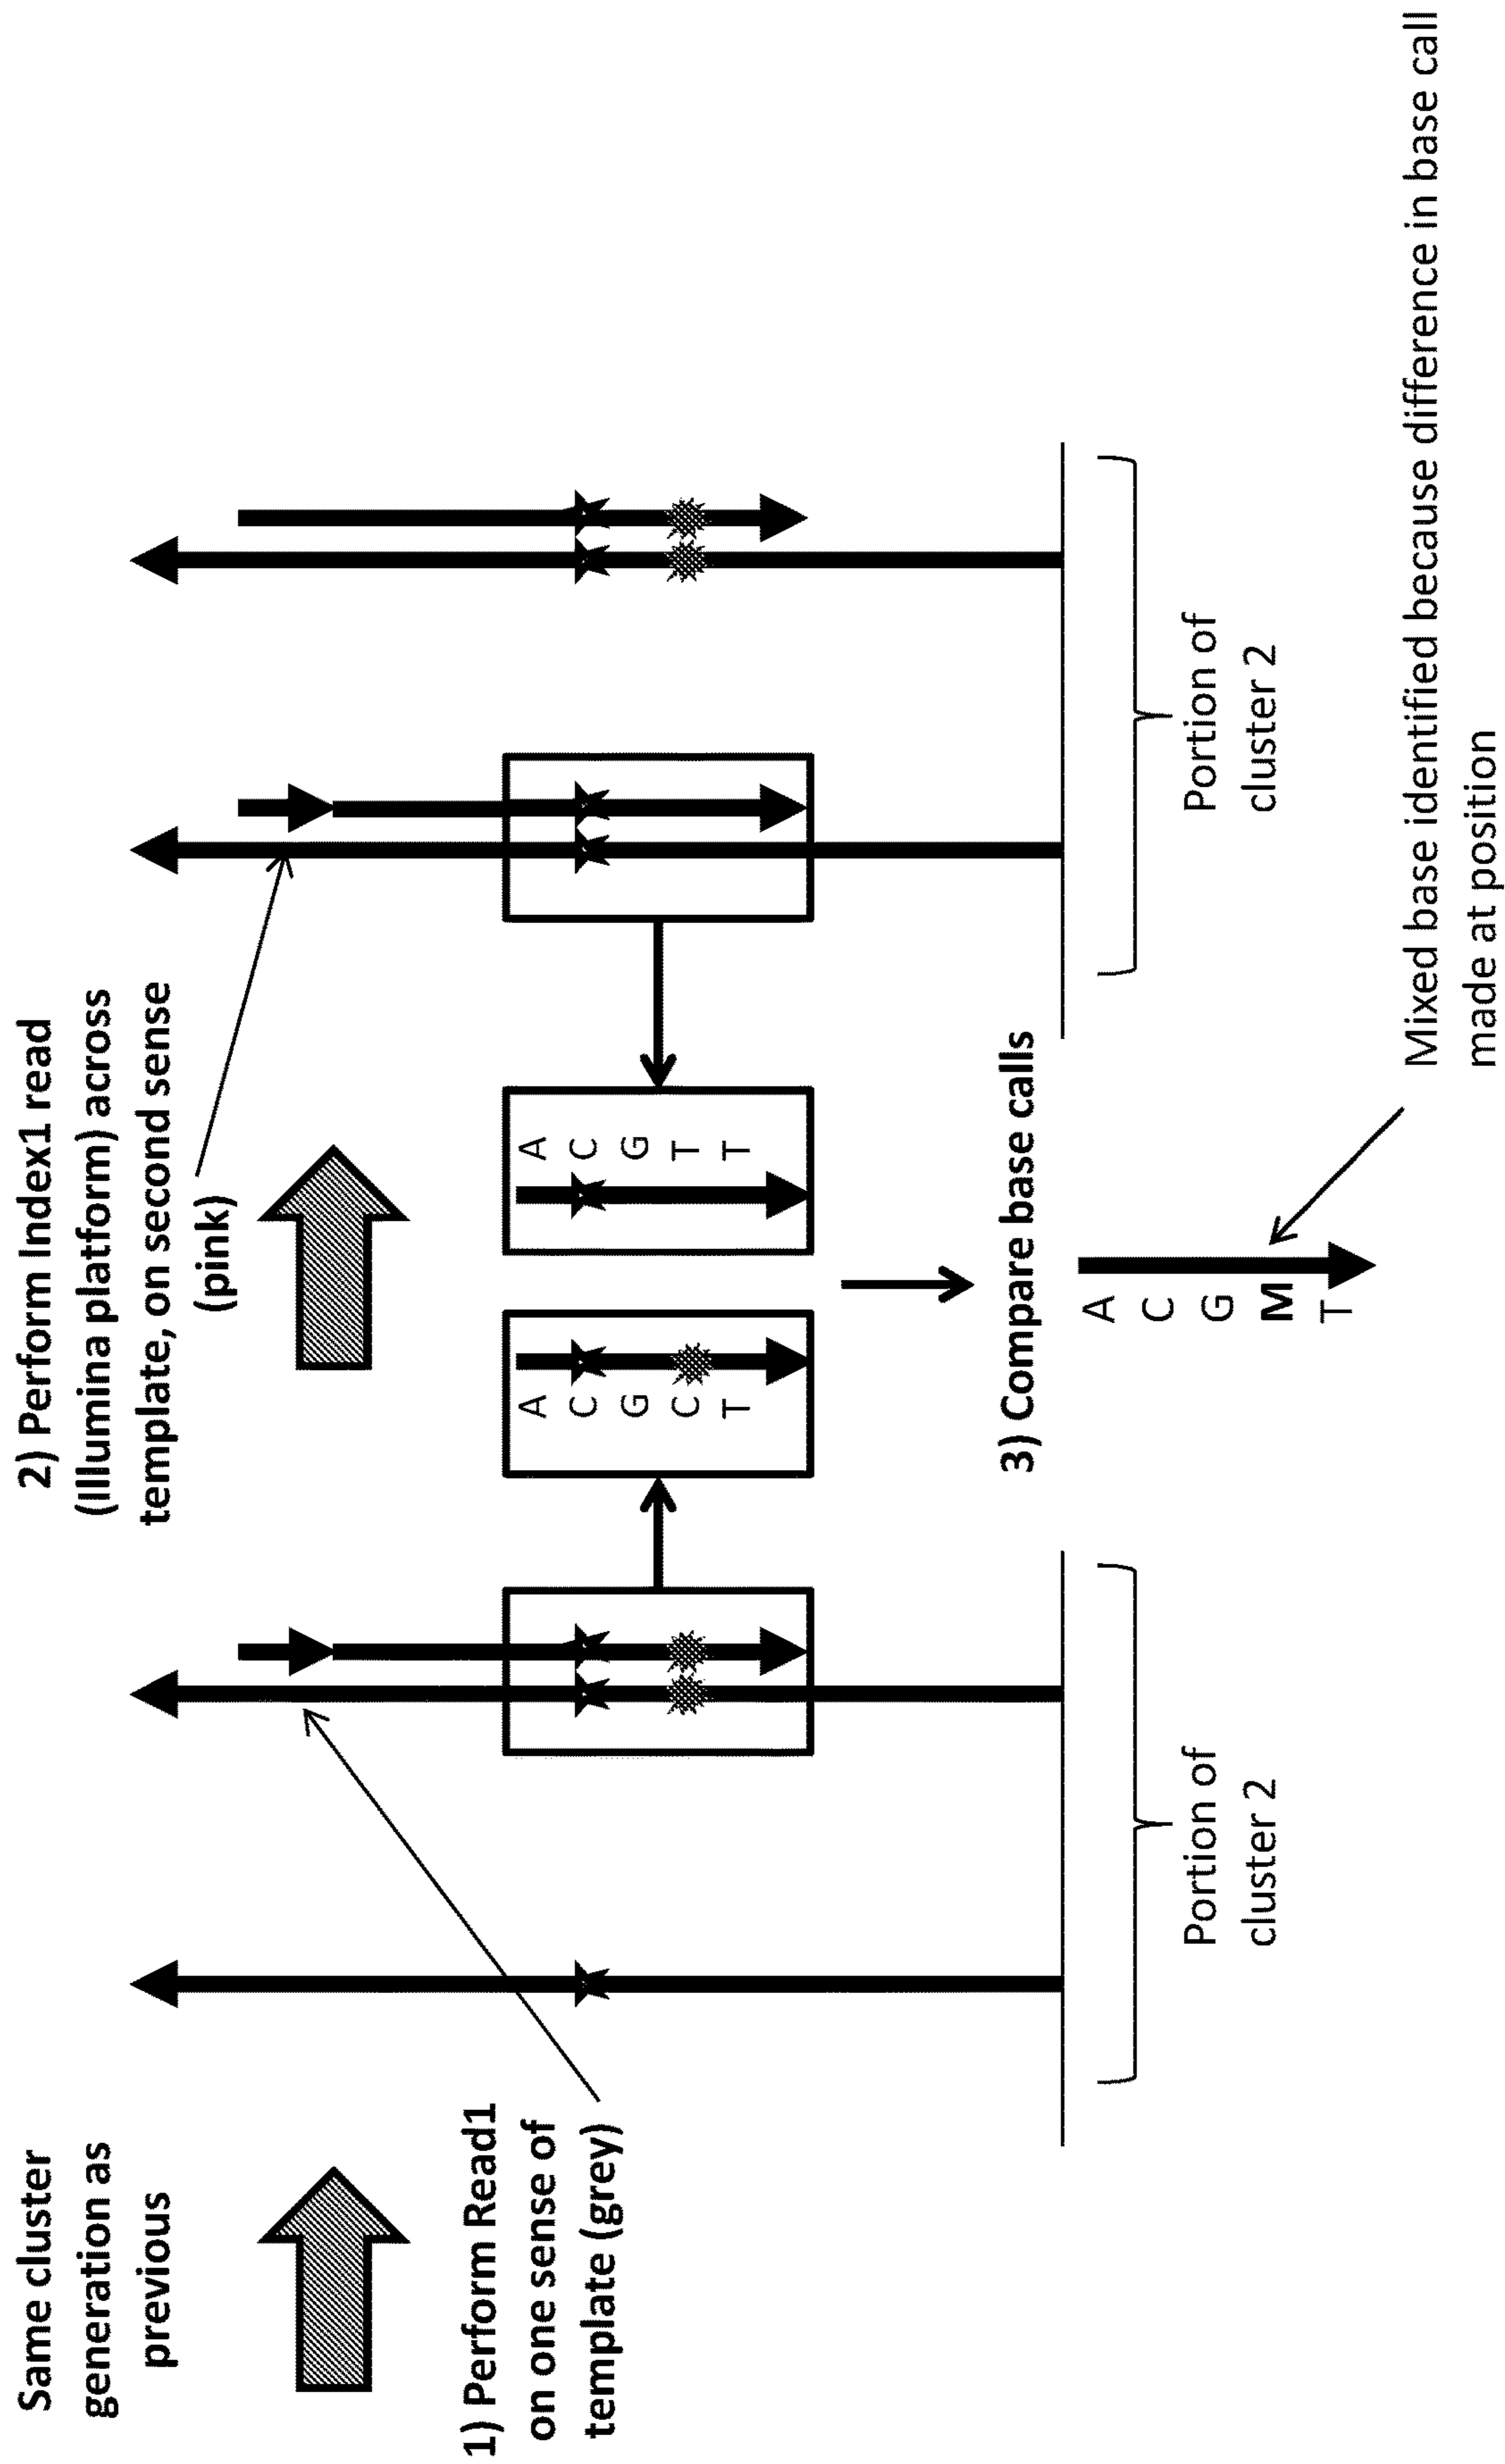 Same cluster
generation as
previous
1) Perform Read1
on one sense of
template (grey)
Portion of
cluster 2
2) Perform Index1 read
(Illumina platform) across
template, on second sense
(pink)
A
C
G
C
T
A
C
G
T
T
3) Compare base calls
A
C
G
M
T
Portion of
cluster 2
Mixed base identified because difference in base call
made at position